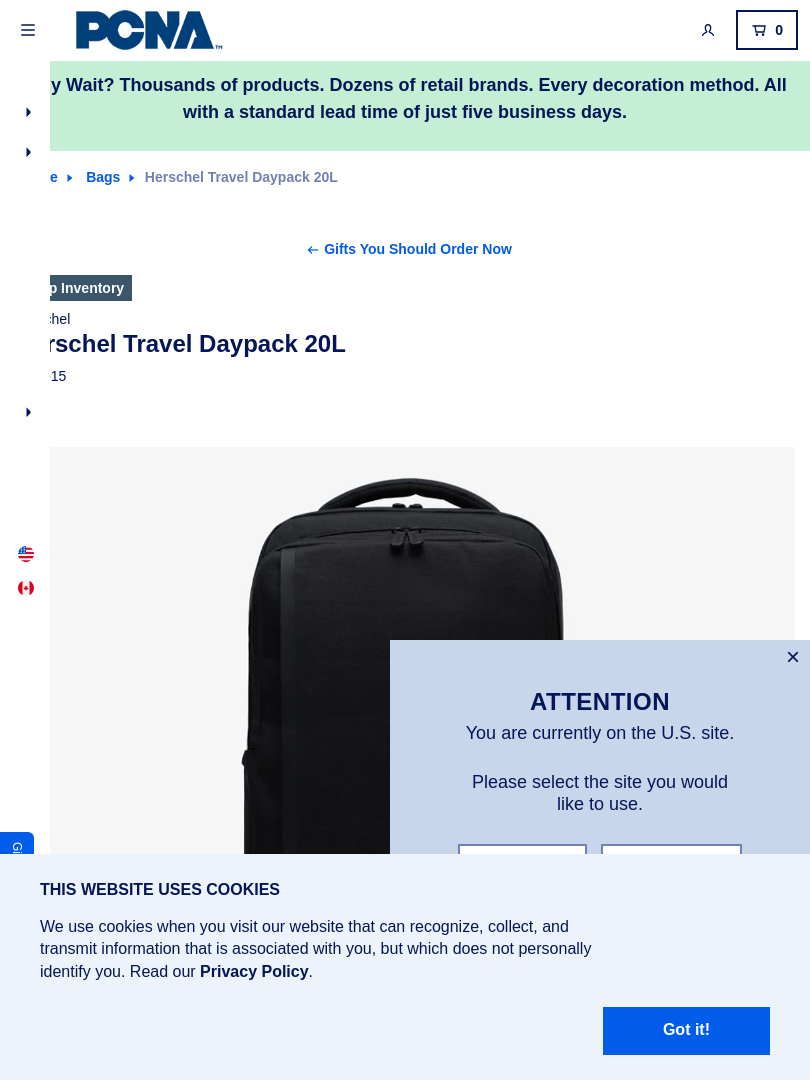 PCNA™
0
y Wait? Thousands of products. Dozens of retail brands. Every decoration method. All
with a standard lead time of just five business days.
Bags
Herschel Travel Daypack 20L
Gifts You Should Order Now
Inventory
rschel Travel Daypack 20L
15
×
ATTENTION
You are currently on the U.S. site.
Please select the site you would
like to use.
THIS WEBSITE USES COOKIES
We use cookies when you visit our website that can recognize, collect, and
transmit information that is associated with you, but which does not personally
identify you. Read our Privacy Policy.
Got it!